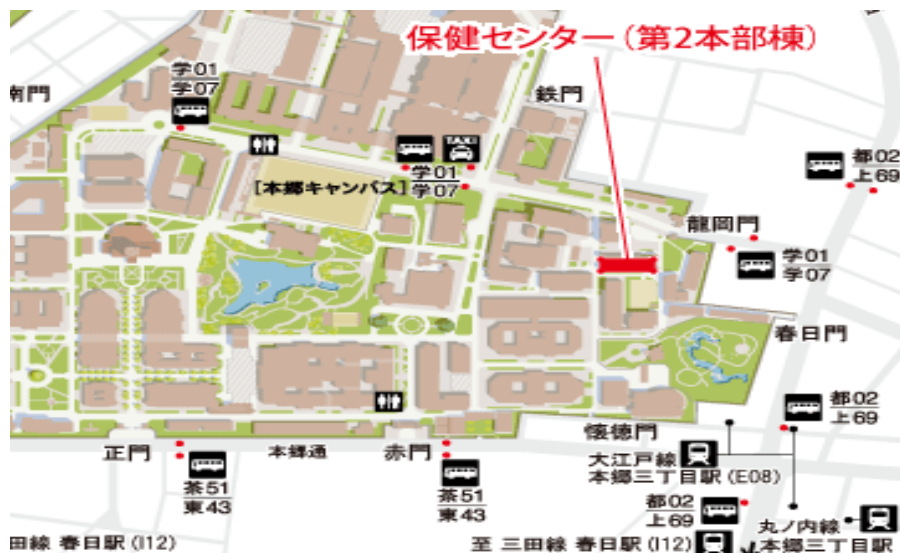 保健センター（第2本部棟）
学01
学07
南門
鉄門
TAXI
都02
上69
学01
学07
［本郷キャンパス］
龍岡門
学01
学07
春日門
都02
上69
懐徳門
正門
本郷通
赤門
大江戸線
本郷三丁目駅（E08）
茶51
東43
茶51
東43
都02
上69
丸ノ内線
本郷三丁目駅
田線 春日駅（I12）
至 三田線 春日駅（I12）